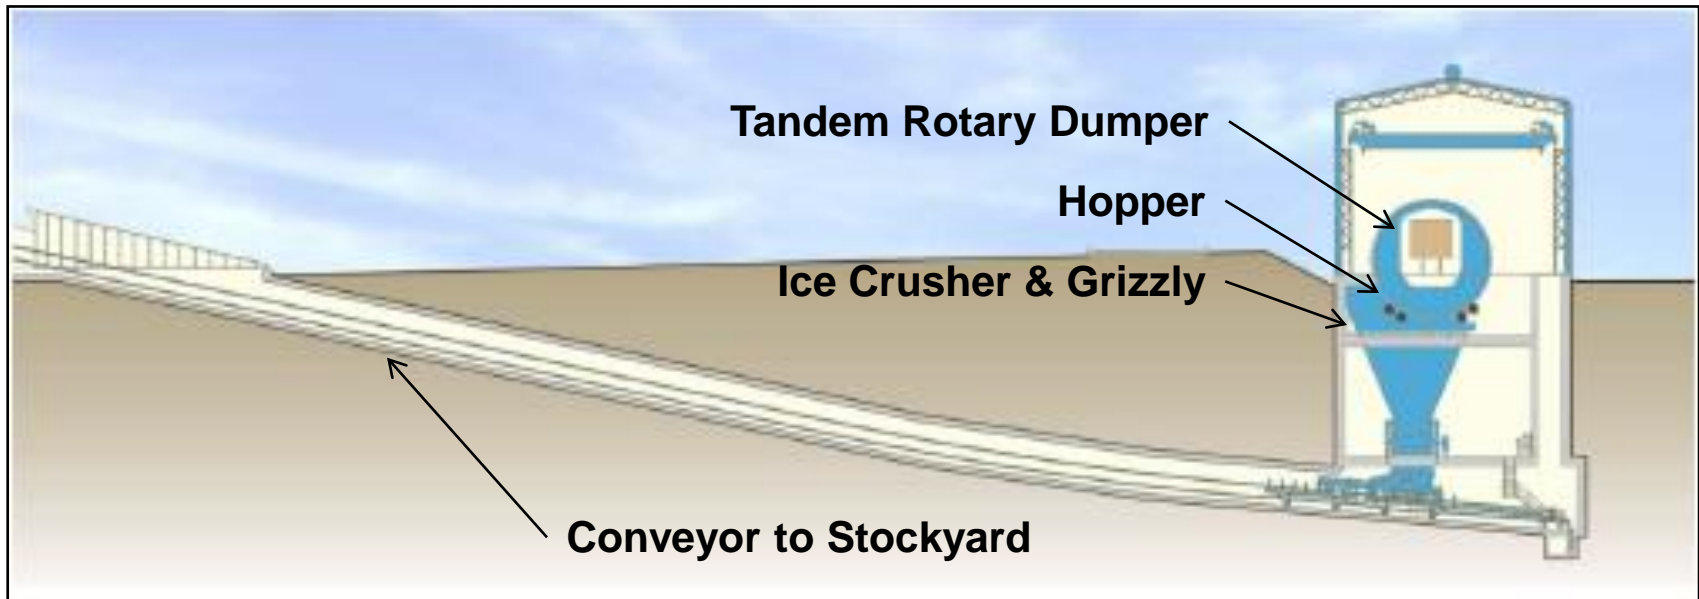 Tandem Rotary Dumper
Hopper
Ice Crusher & Grizzly
Conveyor to Stockyard